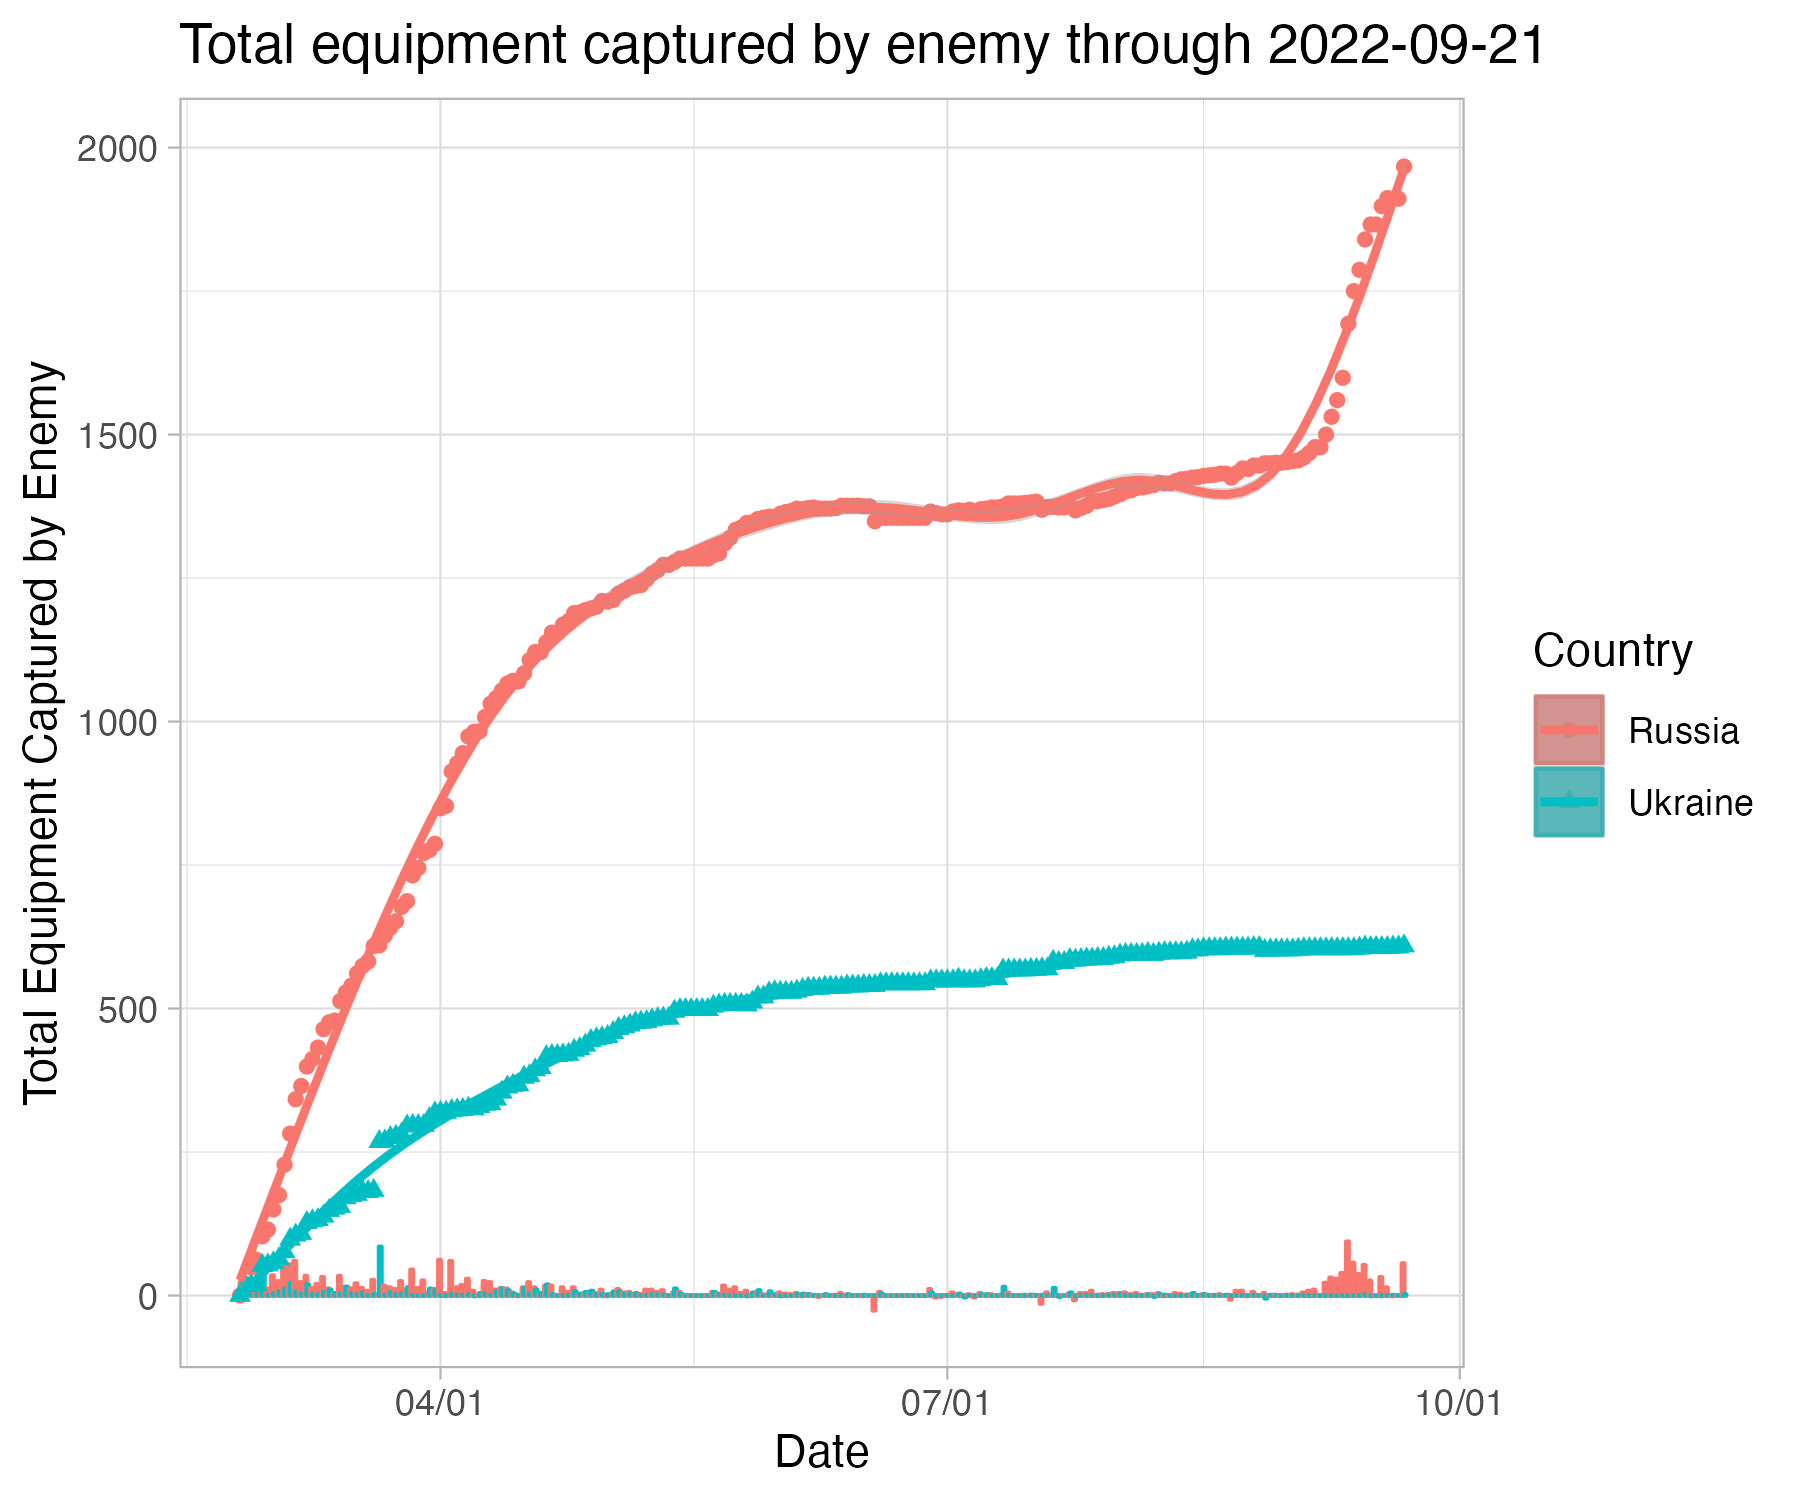 Total equipment captured by enemy through 2022-09-21
Total Equipment Captured by Enemy
2000
1500
1000
500
0
04/01
07/01
10/01
Date
Country
Russia
Ukraine